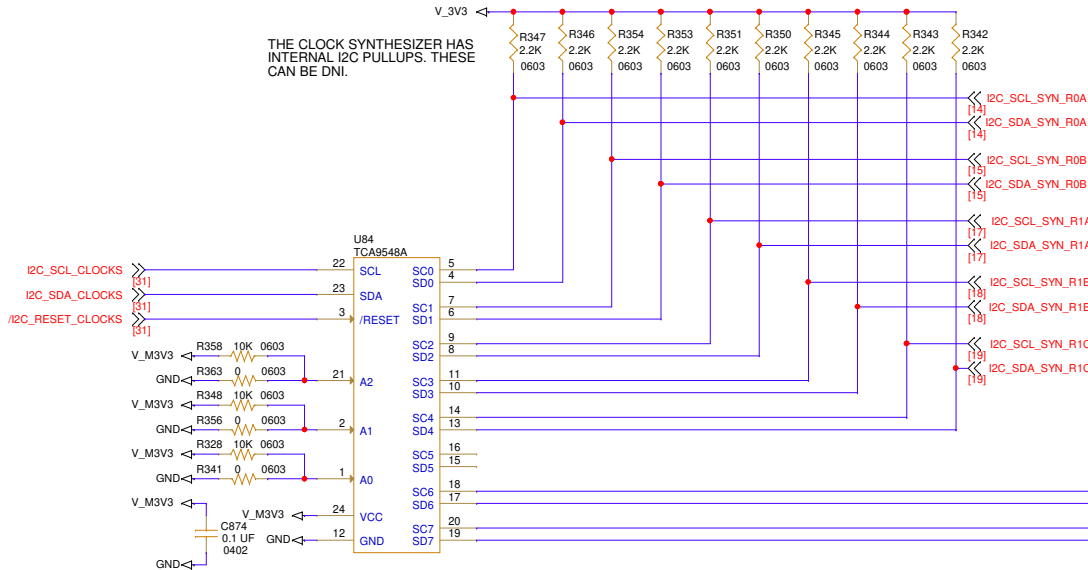 V_3V3
THE CLOCK SYNTHESIZER HAS
INTERNAL I2C PULLUPS. THESE
CAN BE DNI.
R347 R346 R354 R353 R351 R350 R345 R344 R343 R342
2.2K 2.2K 2.2K 2.2K 2.2K 2.2K 2.2K 2.2K 2.2K 2.2K
0603 0603 0603 0603 0603 0603 0603 0603 0603 0603
I2C_SCL_SYN_R0A
[14]
I2C_SDA_SYN_R0A
[14]
I2C_SCL_SYN_R0B
[15]
I2C_SDA_SYN_R0B
[15]
I2C_SCL_SYN_R1A
[17]
I2C_SDA_SYN_R1A
[17]
I2C_SCL_SYN_R1B
[18]
I2C_SDA_SYN_R1B
[18]
I2C_SCL_SYN_R1C
[19]
I2C_SDA_SYN_R1C
[19]
U84
TCA9548A
I2C_SCL_CLOCKS
[31]
22 SCL
I2C_SDA_CLOCKS
[31]
23 SDA
/I2C_RESET_CLOCKS
[31]
3 /RESET
R358 10K 0603
V_M3V3
R363 0 0603
GND
21 A2
R348 10K 0603
V_M3V3
R356 0 0603
GND
2 A1
R328 10K 0603
V_M3V3
R341 0 0603
GND
1 A0
V_M3V3
C874
0.1 UF
0402
GND
V_M3V3 24 VCC
GND 12 GND
SC0 5
SD0 4
SC1 7
SD1 6
SC2 9
SD2 8
SC3 11
SD3 10
SC4 14
SD4 13
SC5 16
SD5 15
SC6 18
SD6 17
SC7 20
SD7 19